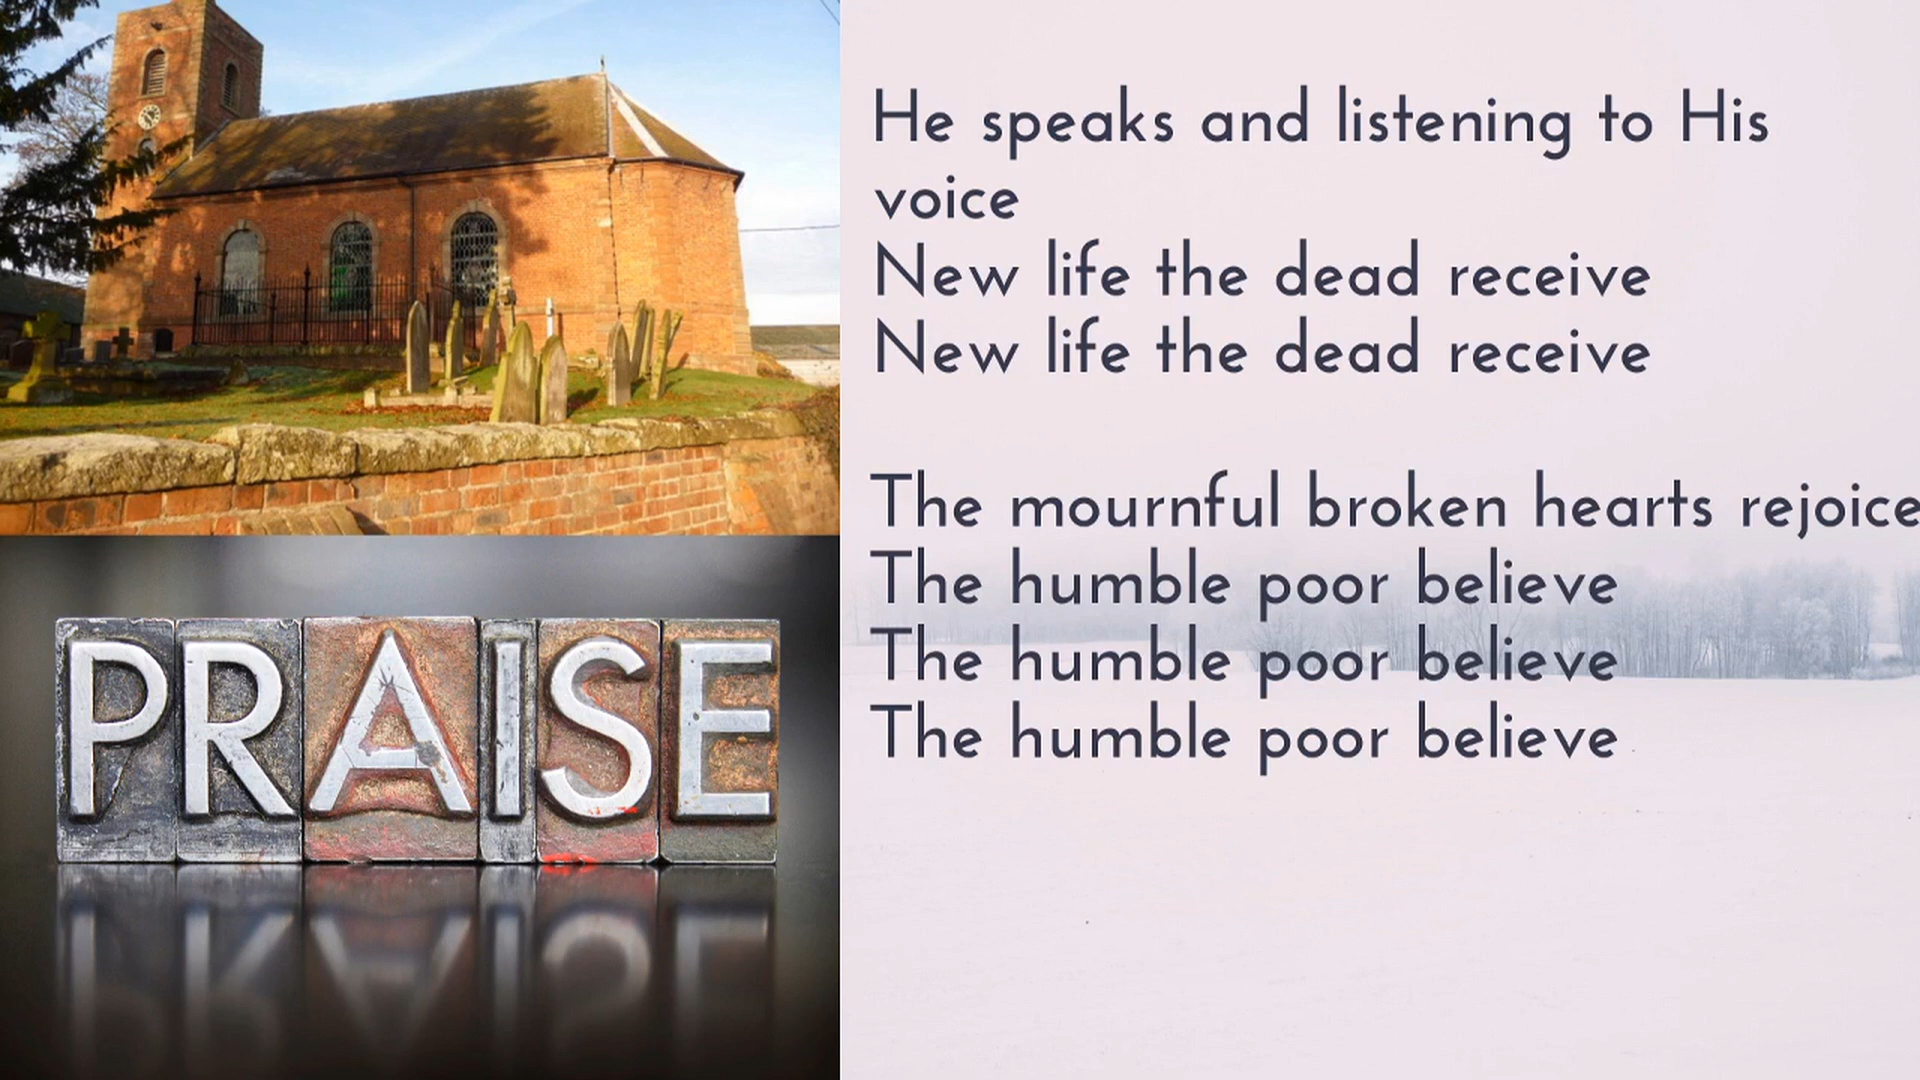 He speaks and listening to His
voice
New life the dead receive
New life the dead receive
The mournful broken hearts rejoice
The humble poor believe
The humble poor believe
The humble poor believe
PRAISE